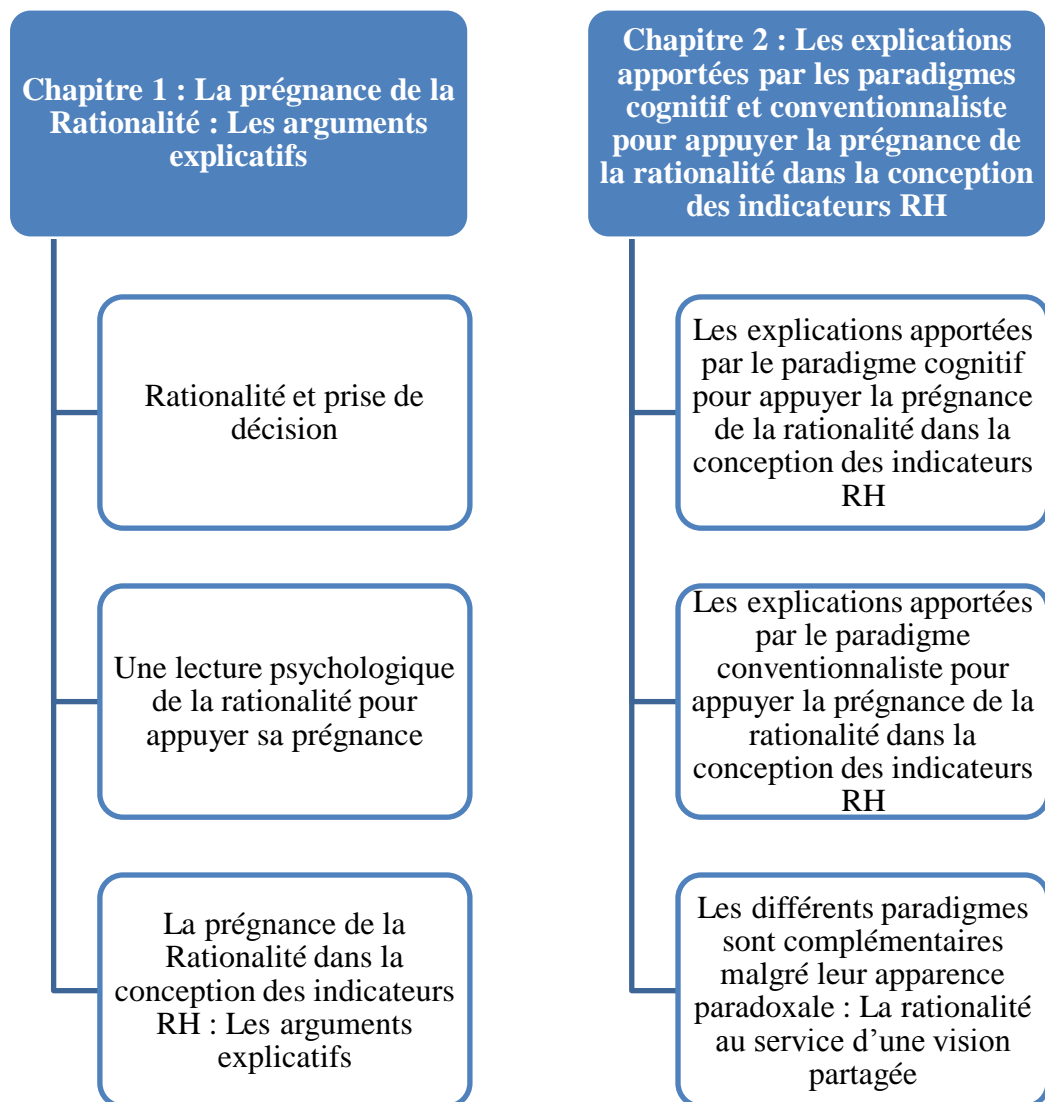 Chapitre 1 : La prégnance de la
Rationalité : Les arguments
explicatifs
Rationalité et prise de
décision
Une lecture psychologique
de la rationalité pour
appuyer sa prégnance
La prégnance de la
Rationalité dans la
conception des indicateurs
RH : Les arguments
explicatifs
Chapitre 2 : Les explications
apportées par les paradigmes
cognitif et conventionnaliste
pour appuyer la prégnance de
la rationalité dans la conception
des indicateurs RH
Les explications apportées
par le paradigme cognitif
pour appuyer la prégnance
de la rationalité dans la
conception des indicateurs
RH
Les explications apportées
par le paradigme
conventionnaliste pour
appuyer la prégnance de la
rationalité dans la
conception des indicateurs
RH
Les différents paradigmes
sont complémentaires
malgré leur apparence
paradoxale : La rationalité
au service d’une vision
partagée